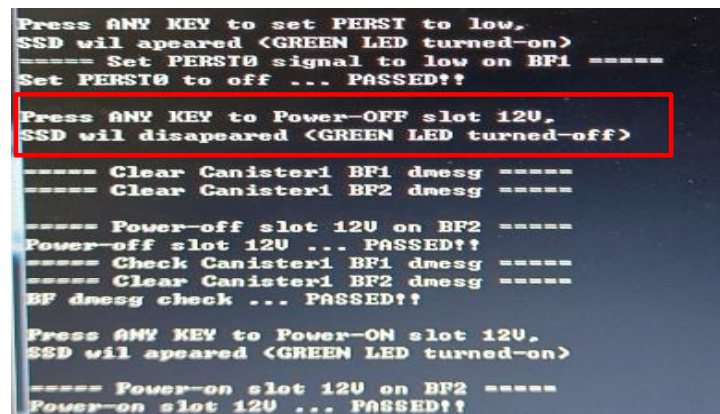 Press ANY KEY to set PERST to low,
SSD wil apeared <GREEN LED turned-on>
===== Set PERST0 signal to low on BF1 =====
Set PERST0 to off ... PASSED!!
Press ANY KEY to Power-OFF slot 12V,
SSD wil disapeared <GREEN LED turned-off>
===== Clear Canister1 BF1 dmesg =====
===== Clear Canister1 BF2 dmesg =====
===== Power-off slot 12V on BF2 =====
Power-off slot 12V ... PASSED!!
===== Check Canister1 BF1 dmesg =====
===== Clear Canister1 BF2 dmesg =====
BF dmesg check ... PASSED!!
Press ANY KEY to Power-ON slot 12V,
SSD wil apeared <GREEN LED turned-on>
===== Power-on slot 12V on BF2 =====
Power-on slot 12V ... PASSED!!